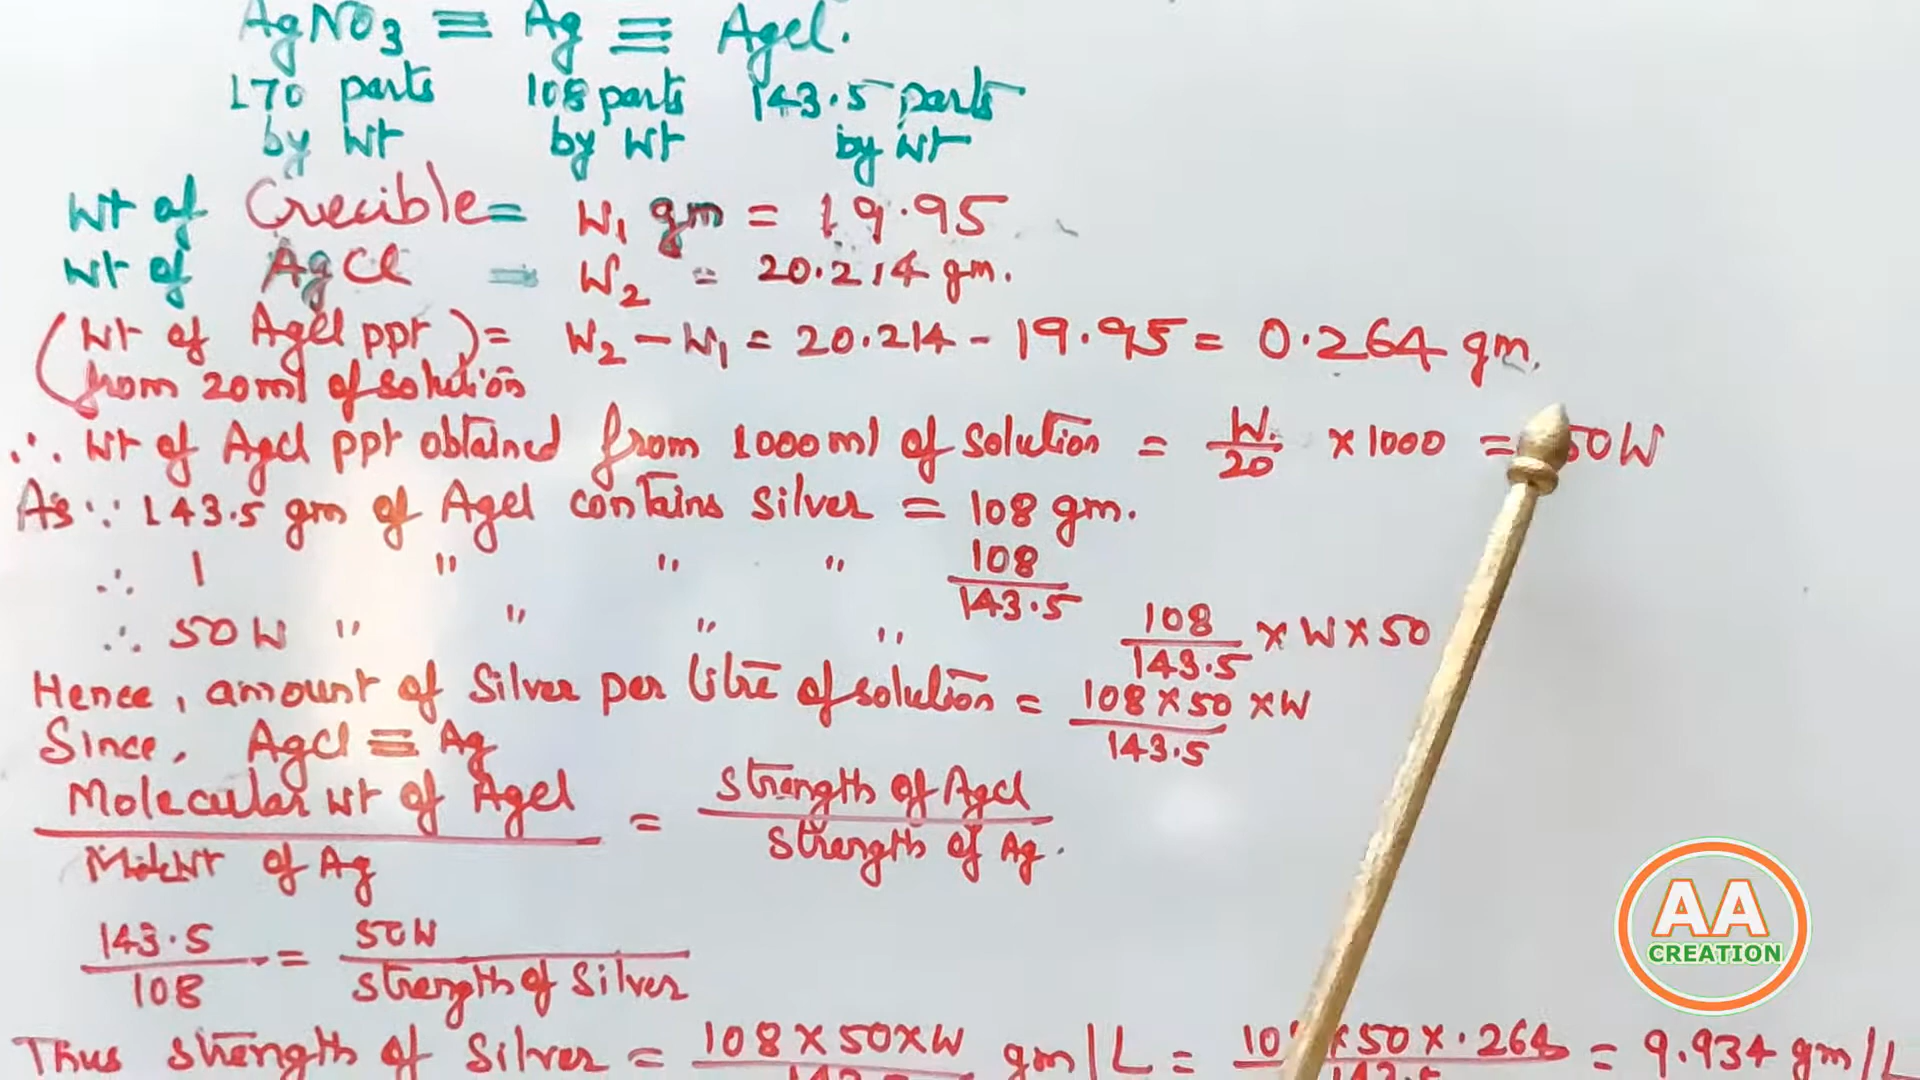 AgNO3 ≡ Ag ≡ Agcl.
170 parts 108 parts 143.5 parts
by wt by wt by wt
wt of Crecible = W1 gm = 19.95
wt of AgCl = W2 = 20.214 gm.
(wt of Agcl ppt) = W2 - W1 = 20.214 - 19.95 = 0.264 gm.
from 20ml of solution
∴ wt of Agcl ppt obtained from 1000ml of solution = W/20 × 1000 = 50W
As ∵ 143.5 gm of Agcl contains silver = 108 gm.
∴ 1 " " " 108/143.5
∴ 50W " " " " 108/143.5 × W × 50
Hence, amount of silver per litre of solution = 108×50/143.5 × W
Since, Agcl ≡ Ag
Molecular wt of Agcl / Mol wt of Ag = strength of Agcl / strength of Ag.
143.5/108 = 50W / strength of silver
Thus strength of silver = 108×50×W gm/L = ×50×.264 = 9.934 gm/L
AA
CREATION